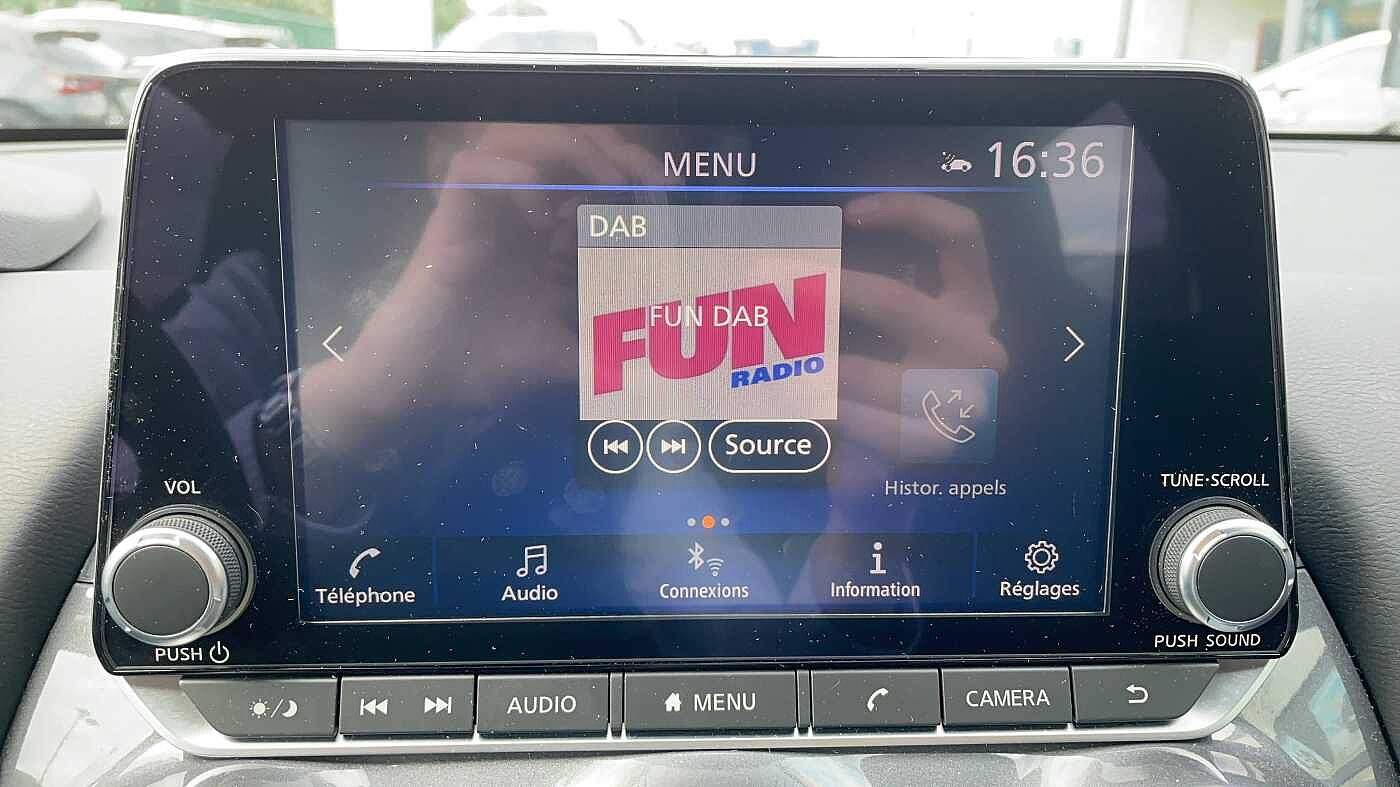 MENU
16:36
DAB
FUN DAB
FUN
RADIO
Source
Histor. appels
VOL
TUNE·SCROLL
Téléphone
Audio
Connexions
Information
Réglages
PUSH
PUSH SOUND
AUDIO
MENU
CAMERA